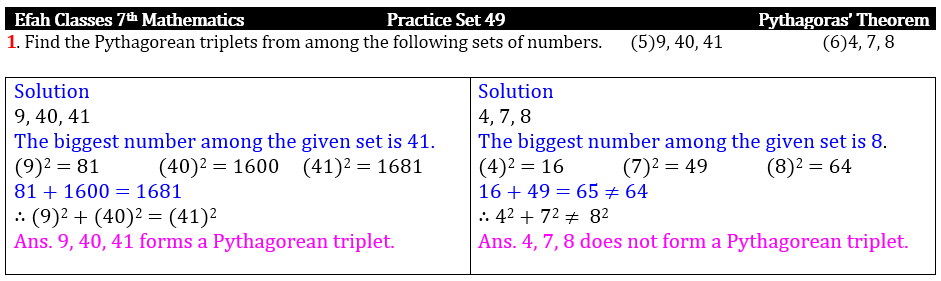 Efah Classes 7th Mathematics Practice Set 49 Pythagoras' Theorem
1. Find the Pythagorean triplets from among the following sets of numbers. (5)9, 40, 41 (6)4, 7, 8
Solution
9, 40, 41
The biggest number among the given set is 41.
(9)² = 81 (40)² = 1600 (41)² = 1681
81 + 1600 = 1681
∴ (9)² + (40)² = (41)²
Ans. 9, 40, 41 forms a Pythagorean triplet.
Solution
4, 7, 8
The biggest number among the given set is 8.
(4)² = 16 (7)² = 49 (8)² = 64
16 + 49 = 65 ≠ 64
∴ 4² + 7² ≠ 8²
Ans. 4, 7, 8 does not form a Pythagorean triplet.